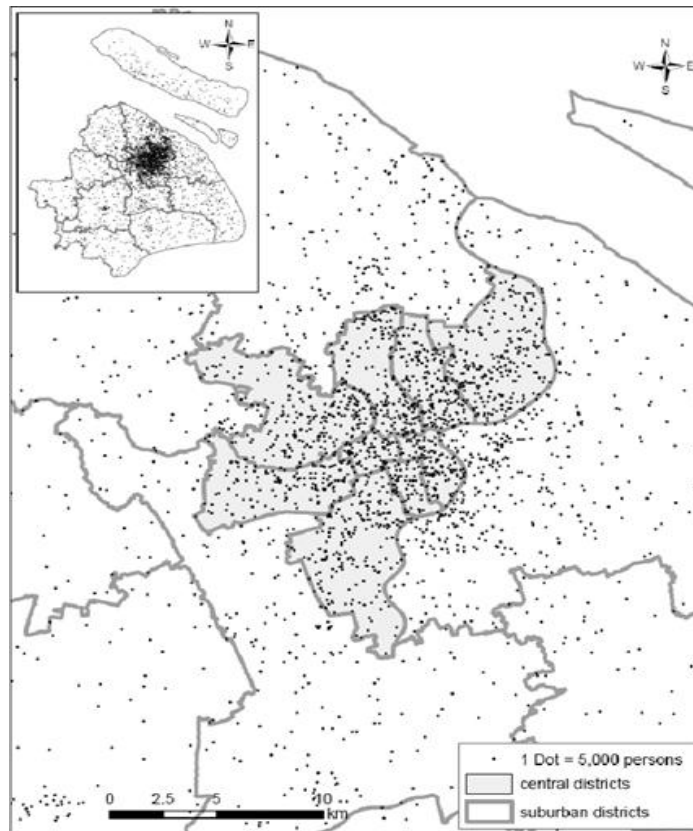 N
W E
S
N
W E
S
1 Dot = 5,000 persons
central districts
suburban districts
0 2.5 5 10
km